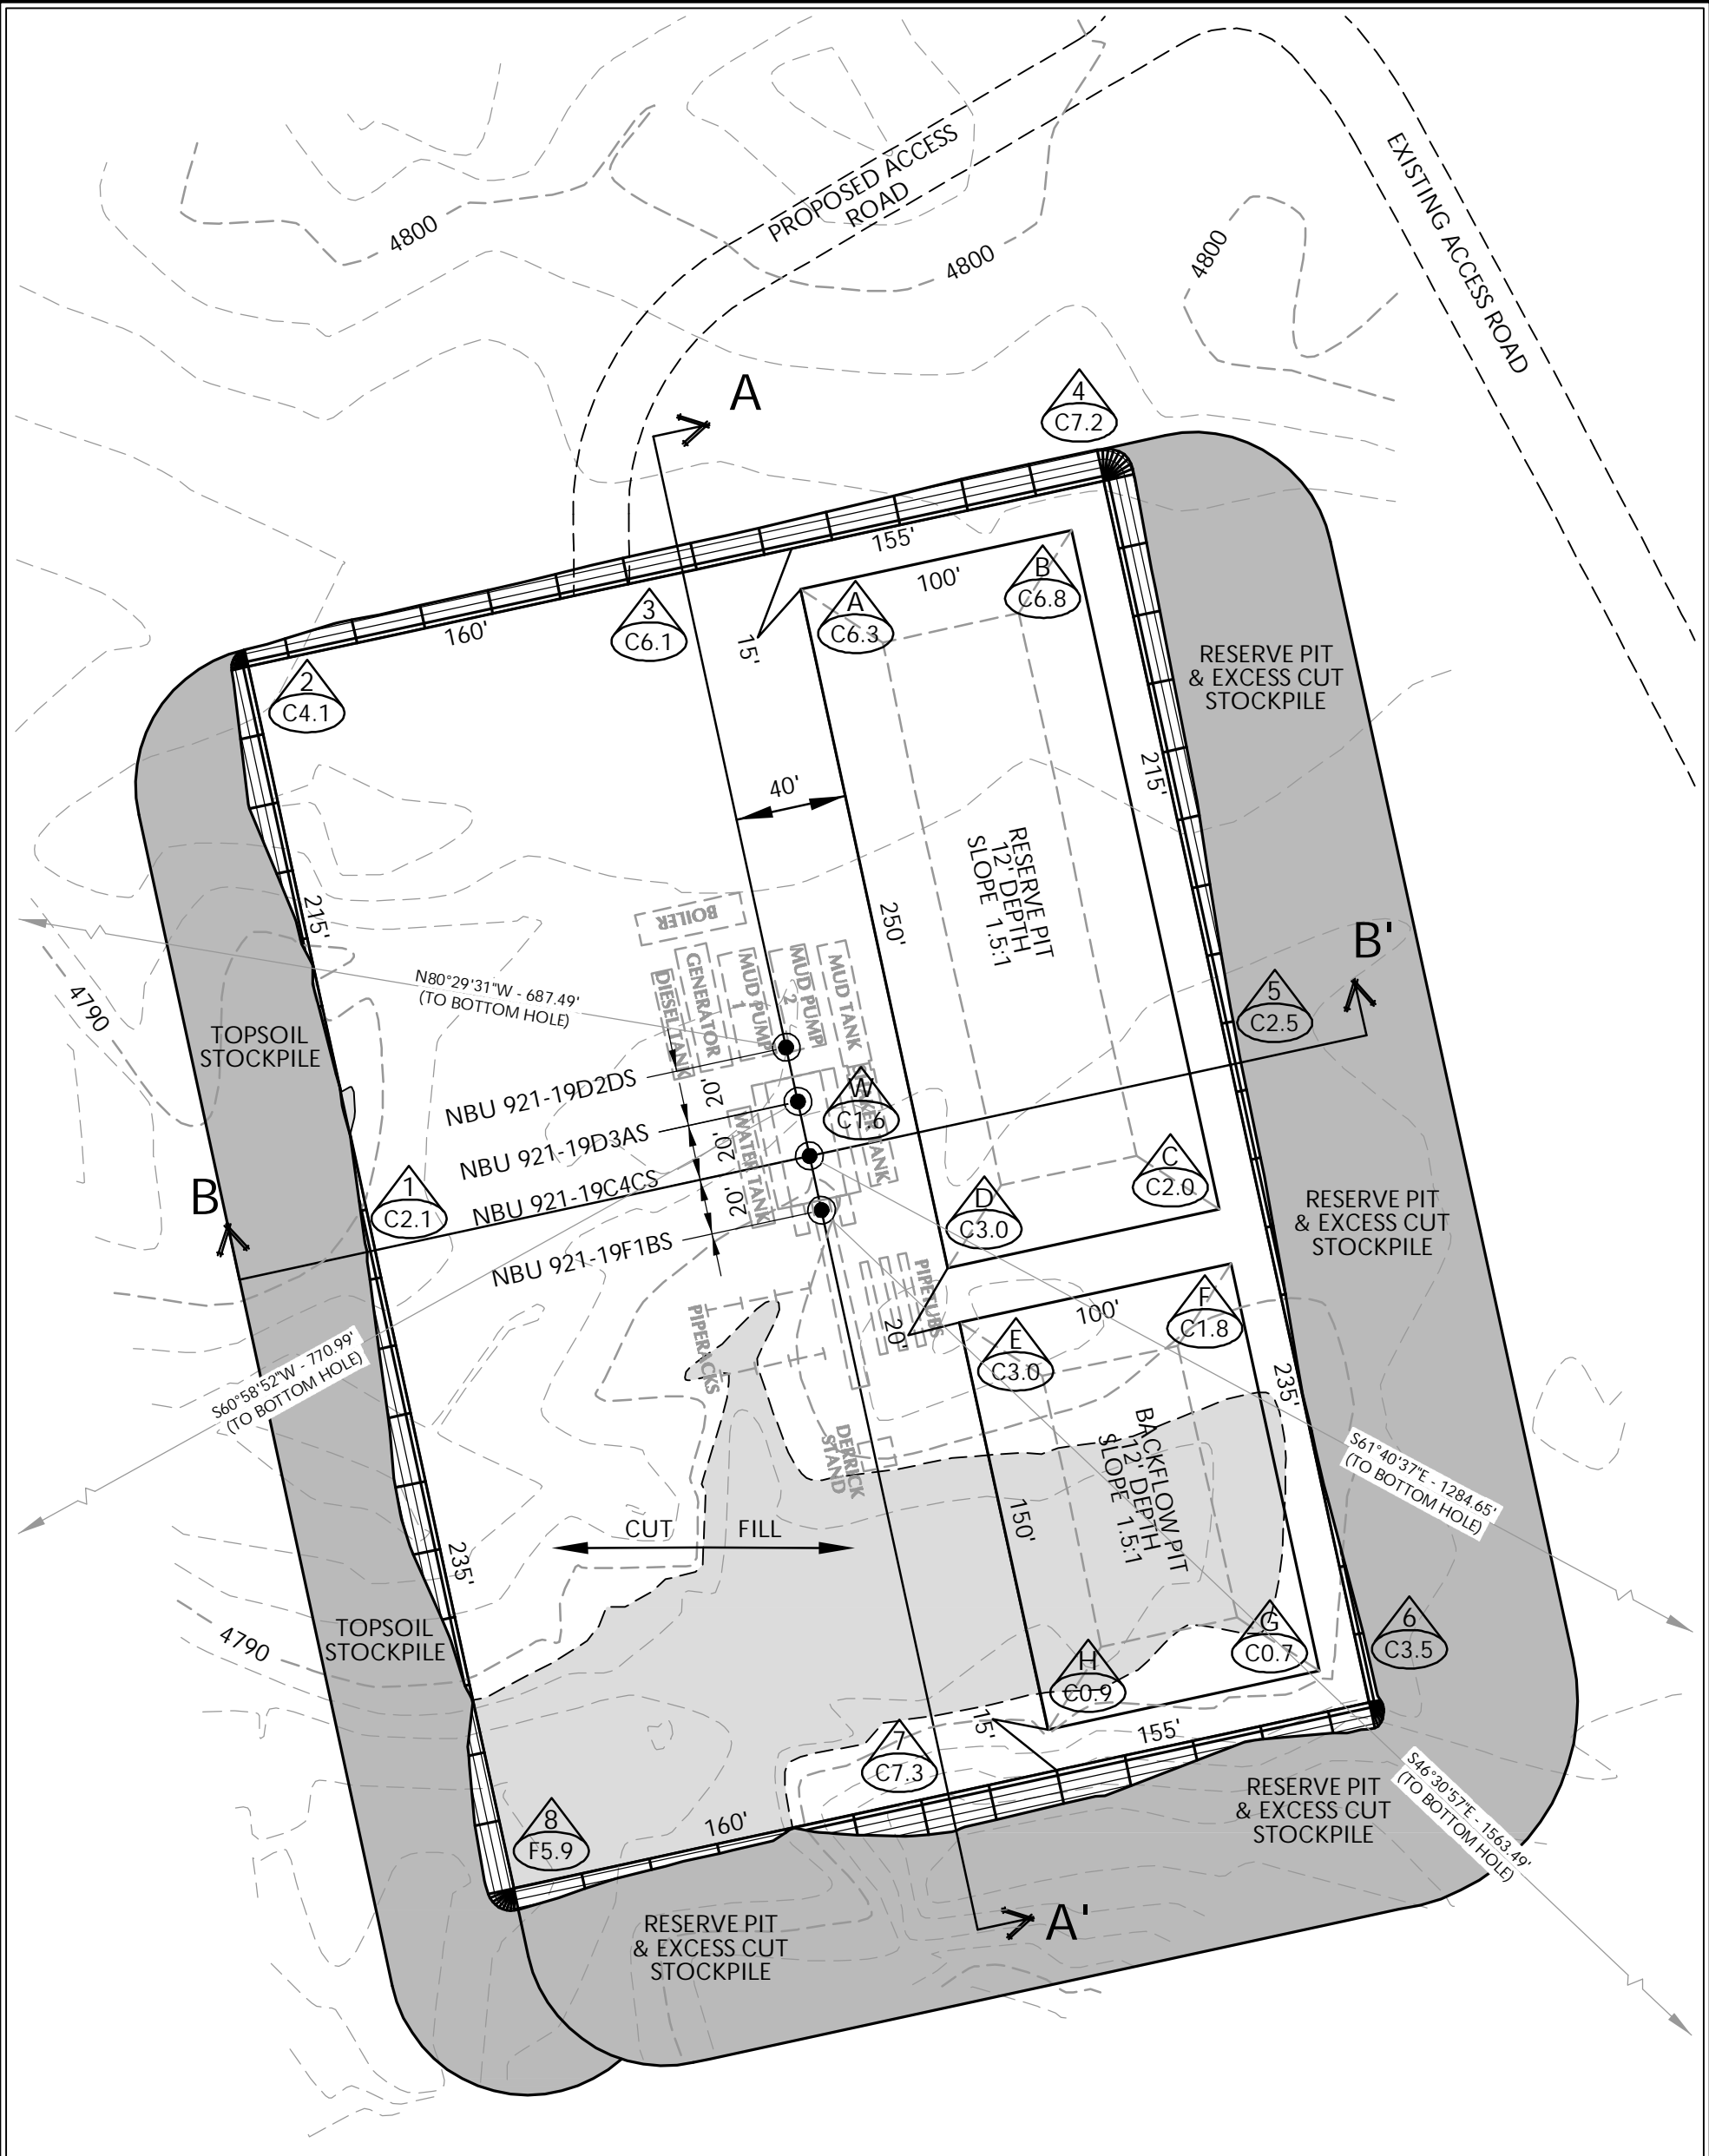 PROPOSED ACCESS
ROAD
EXISTING ACCESS ROAD
4800
4800
4800
A
4
C7.2
155'
100'
B
C6.8
A
C6.3
3
C6.1
160'
15'
2
C4.1
RESERVE PIT
& EXCESS CUT
STOCKPILE
40'
215'
RESERVE PIT
12' DEPTH
SLOPE 1.5:1
250'
215'
BOILER
B'
N80°29'31"W - 687.49'
(TO BOTTOM HOLE)
DIESEL TANK
GENERATOR
MUD PUMP
1
MUD PUMP
2
MUD TANK
5
C2.5
4790
TOPSOIL
STOCKPILE
NBU 921-19D2DS
20'
W
C1.6
NBU 921-19D3AS
20'
WATER TANK
TANK
C
C2.0
B
1
C2.1
NBU 921-19C4CS
20'
D
C3.0
RESERVE PIT
& EXCESS CUT
STOCKPILE
NBU 921-19F1BS
PIPETUBS
PIPERACKS
20'
100'
F
C1.8
E
C3.0
235'
S60°58'52"W - 770.99'
(TO BOTTOM HOLE)
DERRICK
STAND
BACKFLOW PIT
12' DEPTH
SLOPE 1.5:1
S61°40'37"E - 1284.65'
(TO BOTTOM HOLE)
CUT
FILL
150'
235'
TOPSOIL
STOCKPILE
4790
6
C3.5
G
C0.7
H
C0.9
15'
155'
7
C7.3
S46°30'57"E - 1563.49'
(TO BOTTOM HOLE)
RESERVE PIT
& EXCESS CUT
STOCKPILE
8
F5.9
160'
A'
RESERVE PIT
& EXCESS CUT
STOCKPILE